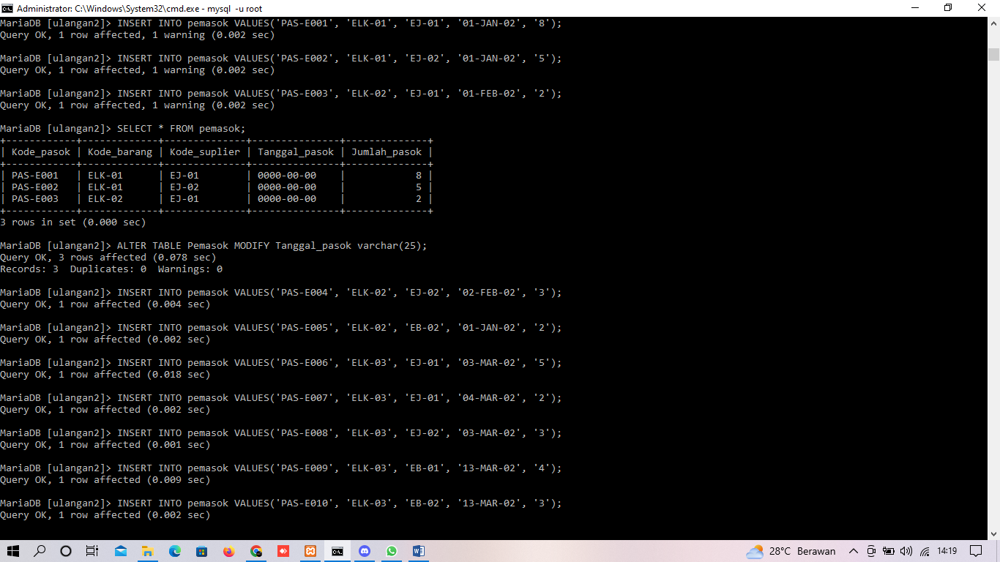 Administrator: C:\Windows\System32\cmd.exe - mysql  -u root
MariaDB [ulangan2]> INSERT INTO pemasok VALUES('PAS-E001', 'ELK-01', 'EJ-01', '01-JAN-02', '8');
Query OK, 1 row affected, 1 warning (0.002 sec)
MariaDB [ulangan2]> INSERT INTO pemasok VALUES('PAS-E002', 'ELK-01', 'EJ-02', '01-JAN-02', '5');
Query OK, 1 row affected, 1 warning (0.002 sec)
MariaDB [ulangan2]> INSERT INTO pemasok VALUES('PAS-E003', 'ELK-02', 'EJ-01', '01-FEB-02', '2');
Query OK, 1 row affected, 1 warning (0.002 sec)
MariaDB [ulangan2]> SELECT * FROM pemasok;
+------------+-------------+--------------+---------------+--------------+
| Kode_pasok | Kode_barang | Kode_suplier | Tanggal_pasok | Jumlah_pasok |
+------------+-------------+--------------+---------------+--------------+
| PAS-E001   | ELK-01      | EJ-01        | 0000-00-00    |            8 |
| PAS-E002   | ELK-01      | EJ-02        | 0000-00-00    |            5 |
| PAS-E003   | ELK-02      | EJ-01        | 0000-00-00    |            2 |
+------------+-------------+--------------+---------------+--------------+
3 rows in set (0.000 sec)
MariaDB [ulangan2]> ALTER TABLE Pemasok MODIFY Tanggal_pasok varchar(25);
Query OK, 3 rows affected (0.078 sec)
Records: 3  Duplicates: 0  Warnings: 0
MariaDB [ulangan2]> INSERT INTO pemasok VALUES('PAS-E004', 'ELK-02', 'EJ-02', '02-FEB-02', '3');
Query OK, 1 row affected (0.004 sec)
MariaDB [ulangan2]> INSERT INTO pemasok VALUES('PAS-E005', 'ELK-02', 'EB-02', '01-JAN-02', '2');
Query OK, 1 row affected (0.002 sec)
MariaDB [ulangan2]> INSERT INTO pemasok VALUES('PAS-E006', 'ELK-03', 'EJ-01', '03-MAR-02', '5');
Query OK, 1 row affected (0.018 sec)
MariaDB [ulangan2]> INSERT INTO pemasok VALUES('PAS-E007', 'ELK-03', 'EJ-01', '04-MAR-02', '2');
Query OK, 1 row affected (0.002 sec)
MariaDB [ulangan2]> INSERT INTO pemasok VALUES('PAS-E008', 'ELK-03', 'EJ-02', '03-MAR-02', '3');
Query OK, 1 row affected (0.001 sec)
MariaDB [ulangan2]> INSERT INTO pemasok VALUES('PAS-E009', 'ELK-03', 'EB-01', '13-MAR-02', '4');
Query OK, 1 row affected (0.009 sec)
MariaDB [ulangan2]> INSERT INTO pemasok VALUES('PAS-E010', 'ELK-03', 'EB-02', '13-MAR-02', '3');
Query OK, 1 row affected (0.002 sec)
28°C Berawan 14:19